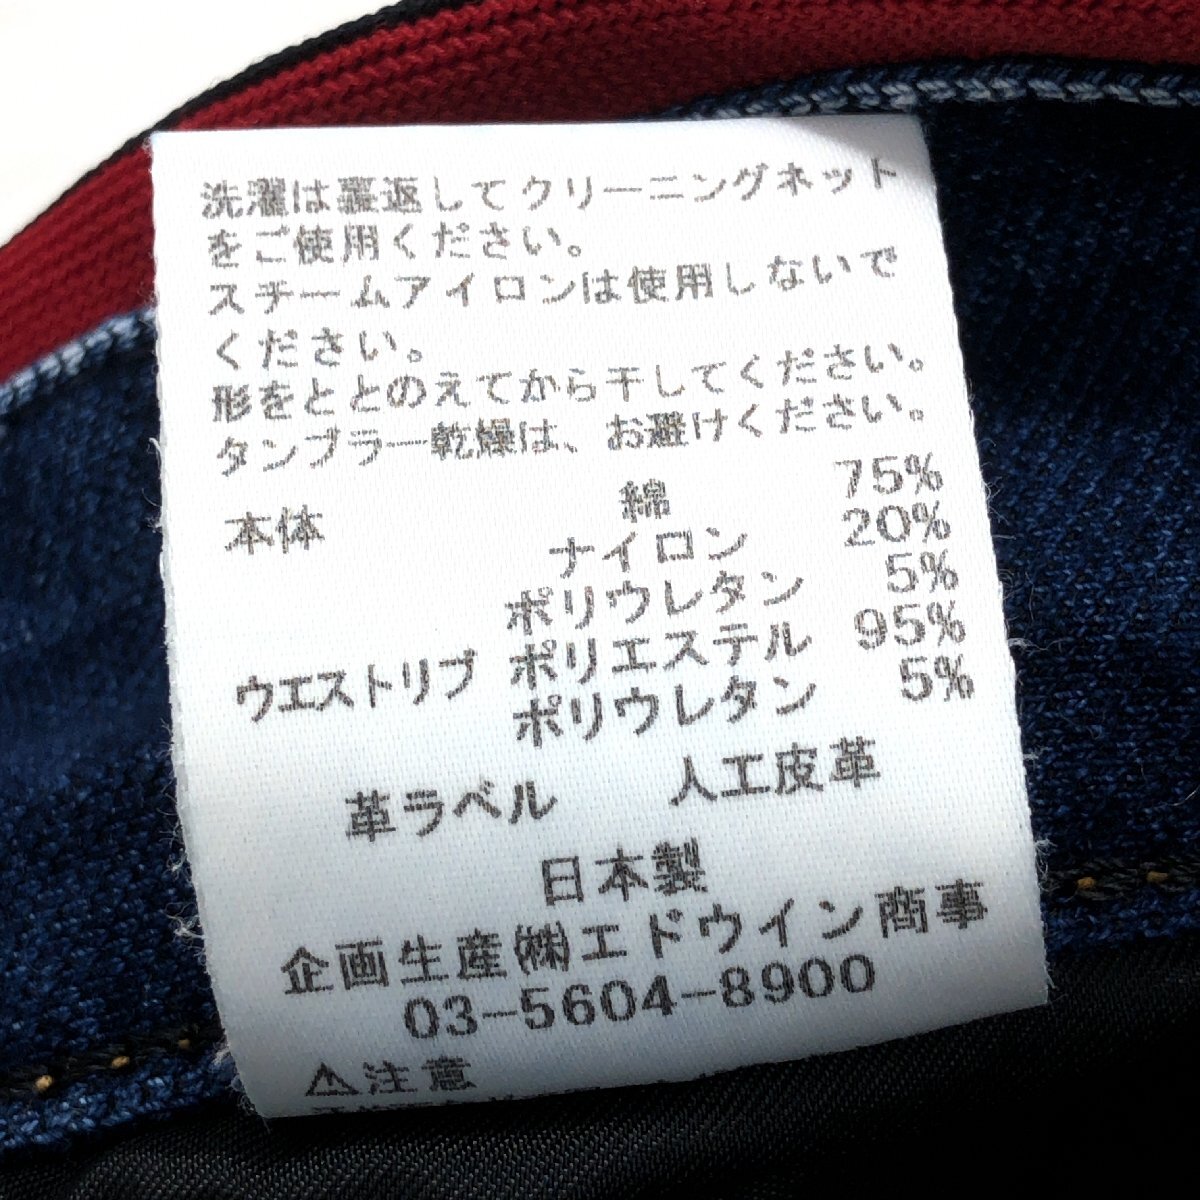 洗濯は裏返してクリーニングネット
をご使用ください。
スチームアイロンは使用しないで
ください。
形をととのえてから干してください。
タンブラー乾燥は、お避けください。
本体 綿 75%
ナイロン 20%
ポリウレタン 5%
ウエストリブ ポリエステル 95%
ポリウレタン 5%
革ラベル 人工皮革
日本製
企画生産㈱エドウイン商事
03-5604-8900
⚠注意